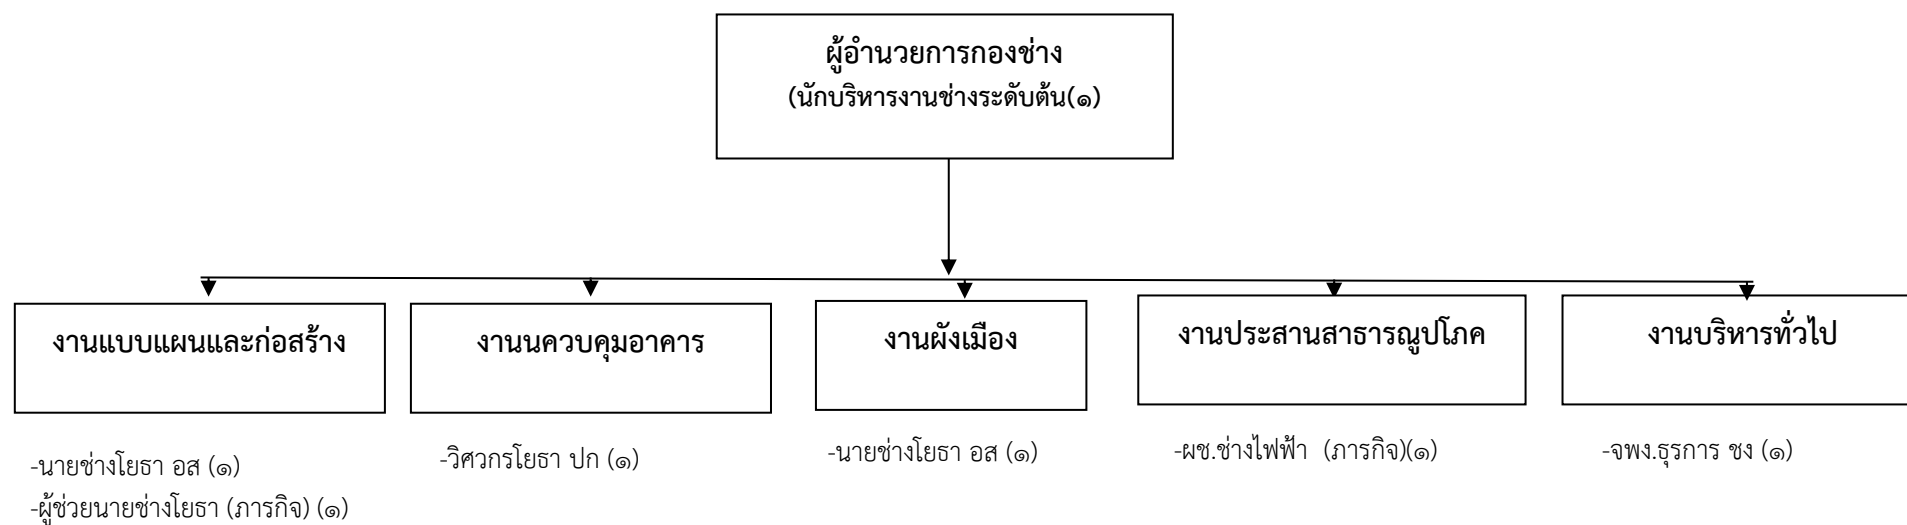 ผู้อำนวยการกองช่าง
(นักบริหารงานช่างระดับต้น(๑)
งานแบบแผนและก่อสร้าง
งานนควบคุมอาคาร
งานผังเมือง
งานประสานสาธารณูปโภค
งานบริหารทั่วไป
-นายช่างโยธา อส (๑)
-ผู้ช่วยนายช่างโยธา (ภารกิจ) (๑)
-วิศวกรโยธา ปก (๑)
-นายช่างโยธา อส (๑)
-ผช.ช่างไฟฟ้า (ภารกิจ)(๑)
-จพง.ธุรการ ชง (๑)